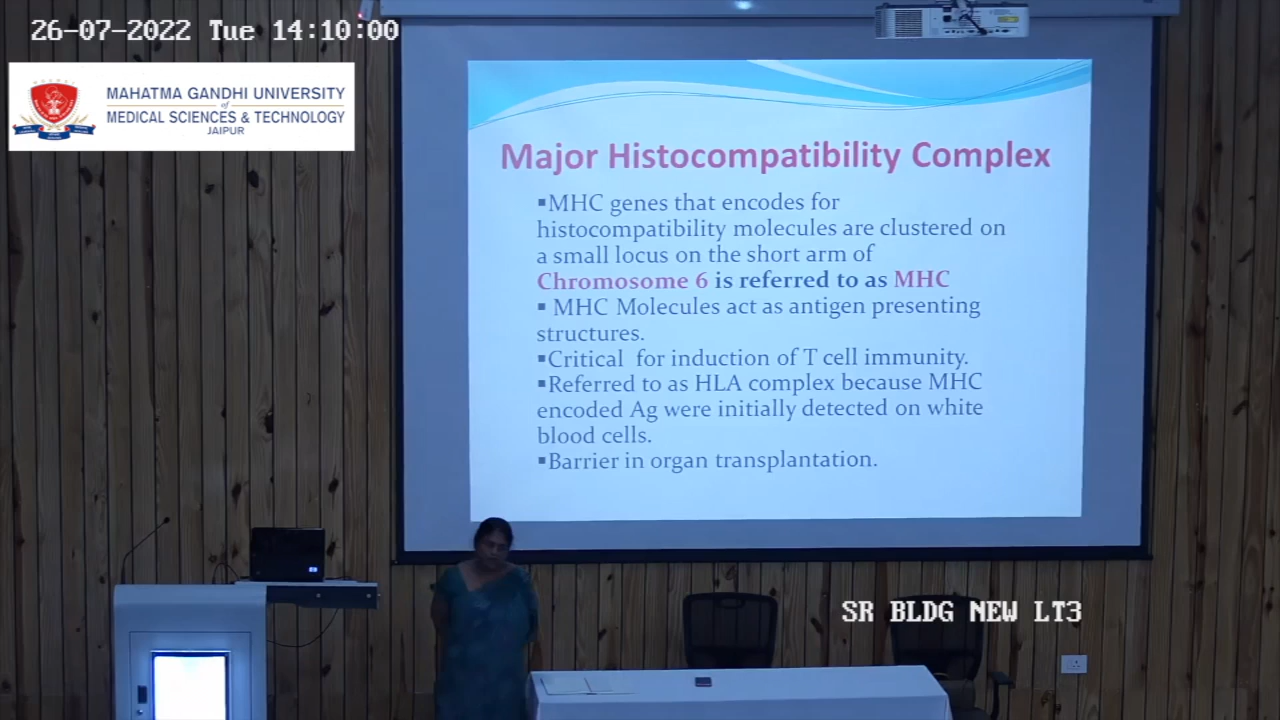 26-07-2022 Tue 14:10:00
MAHATMA GANDHI UNIVERSITY
of
MEDICAL SCIENCES & TECHNOLOGY
JAIPUR
Major Histocompatibility Complex
▪MHC genes that encodes for
histocompatibility molecules are clustered on
a small locus on the short arm of
Chromosome 6 is referred to as MHC
▪ MHC Molecules act as antigen presenting
structures.
▪Critical for induction of T cell immunity.
▪Referred to as HLA complex because MHC
encoded Ag were initially detected on white
blood cells.
▪Barrier in organ transplantation.
SR BLDG NEW LT3